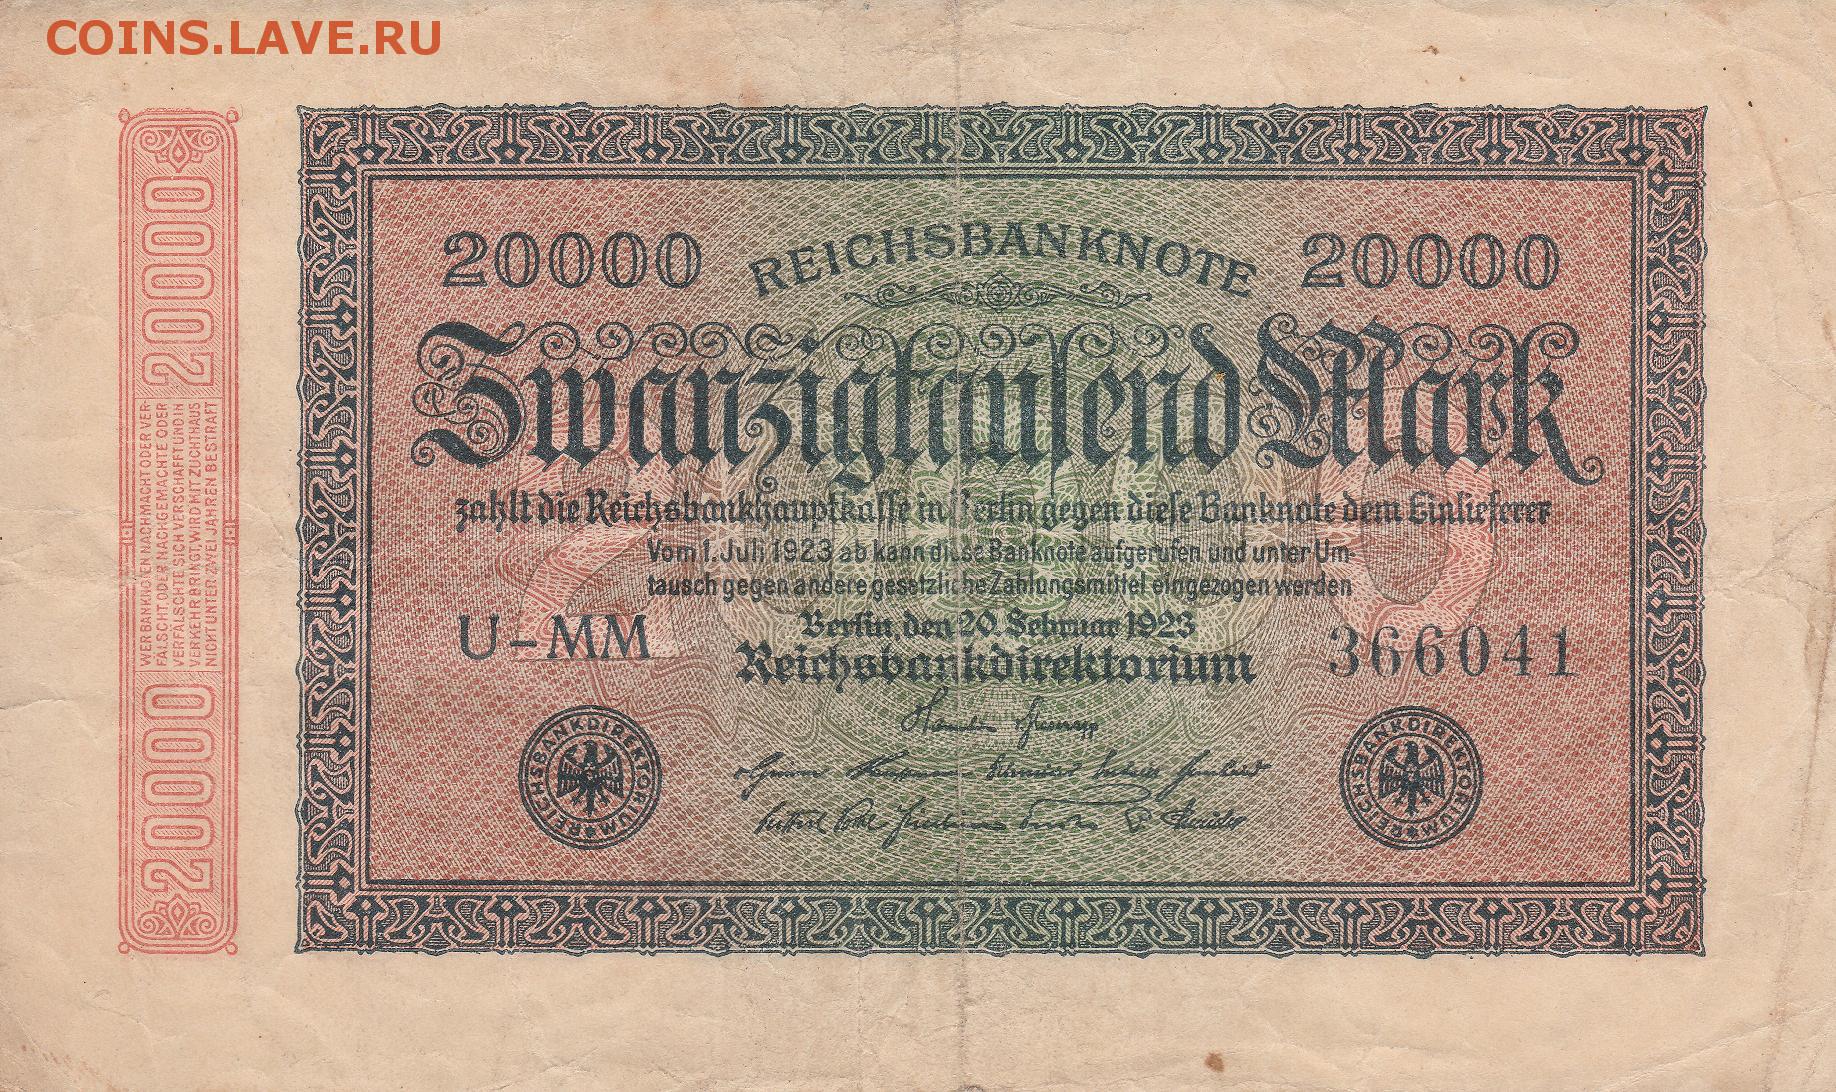 COINS.LAVE.RU
20000
WER BANKNOTEN NACHMACHT ODER VER-
FÄLSCHT ODER NACHGEMACHTE ODER
VERFÄLSCHTE SICH VERSCHAFFT UND IN
VERKEHR BRINGT, WIRD MIT ZUCHTHAUS
NICHT UNTER ZWEI JAHREN BESTRAFT
20000
20000 REICHSBANKNOTE 20000
Zwanzigtausend Mark
zahlt die Reichsbankhauptkasse in Berlin gegen diese Banknote dem Einlieferer
Vom 1. Juli 1923 ab kann diese Banknote aufgerufen und unter Um-
tausch gegen andere gesetzliche Zahlungsmittel eingezogen werden
Berlin, den 20. Februar 1923
U-MM Reichsbankdirektorium 366041
REICHSBANKDIREKTORIUM
REICHSBANKDIREKTORIUM
20000